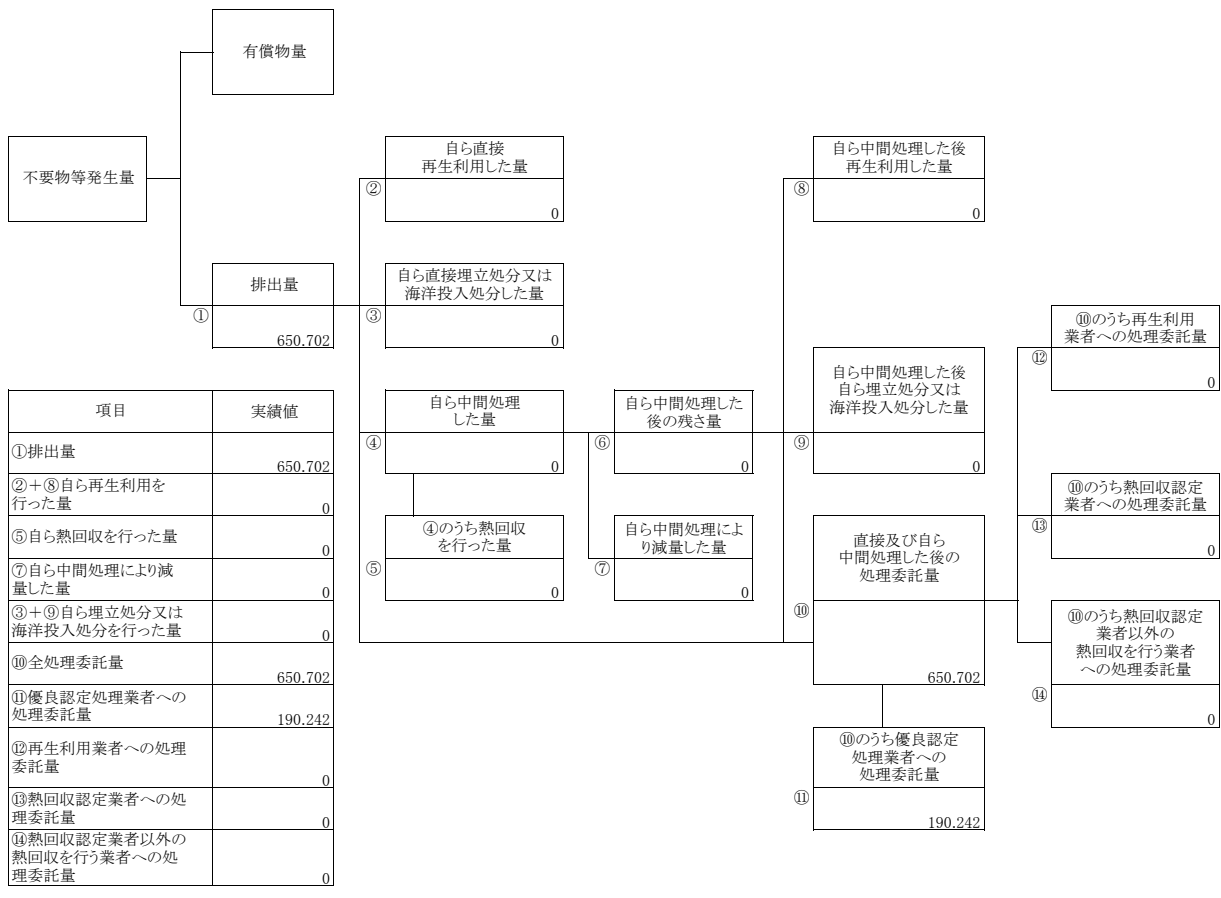 有償物量
不要物等発生量
自ら直接
再生利用した量
②
0
自ら中間処理した後
再生利用した量
⑧
0
排出量
①
650.702
自ら直接埋立処分又は
海洋投入処分した量
③
0
⑩のうち再生利用
業者への処理委託量
⑫
0
自ら中間処理
した量
④
0
自ら中間処理した
後の残さ量
⑥
0
自ら中間処理した後
自ら埋立処分又は
海洋投入処分した量
⑨
0
⑩のうち熱回収認定
業者への処理委託量
⑬
0
④のうち熱回収
を行った量
⑤
0
自ら中間処理によ
り減量した量
⑦
0
直接及び自ら
中間処理した後の
処理委託量
⑩
650.702
⑩のうち熱回収認定
業者以外の
熱回収を行う業者
への処理委託量
⑭
0
⑩のうち優良認定
処理業者への
処理委託量
⑪
190.242
項目 実績値
①排出量
650.702
②＋⑧自ら再生利用を
行った量
0
⑤自ら熱回収を行った量
0
⑦自ら中間処理により減
量した量
0
③＋⑨自ら埋立処分又は
海洋投入処分を行った量
0
⑩全処理委託量
650.702
⑪優良認定処理業者への
処理委託量
190.242
⑫再生利用業者への処理
委託量
0
⑬熱回収認定業者への処
理委託量
0
⑭熱回収認定業者以外の
熱回収を行う業者への処
理委託量
0